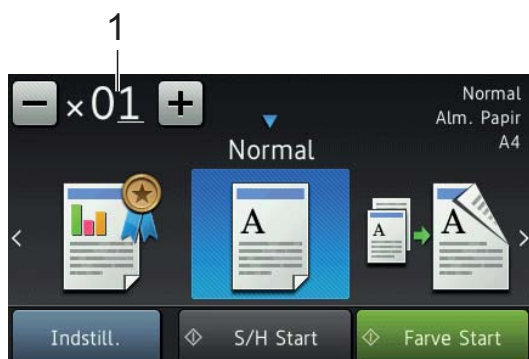 1
×01
Normal
Alm. Papir
A4
Normal
A
A
A
Indstill.
S/H Start
Farve Start